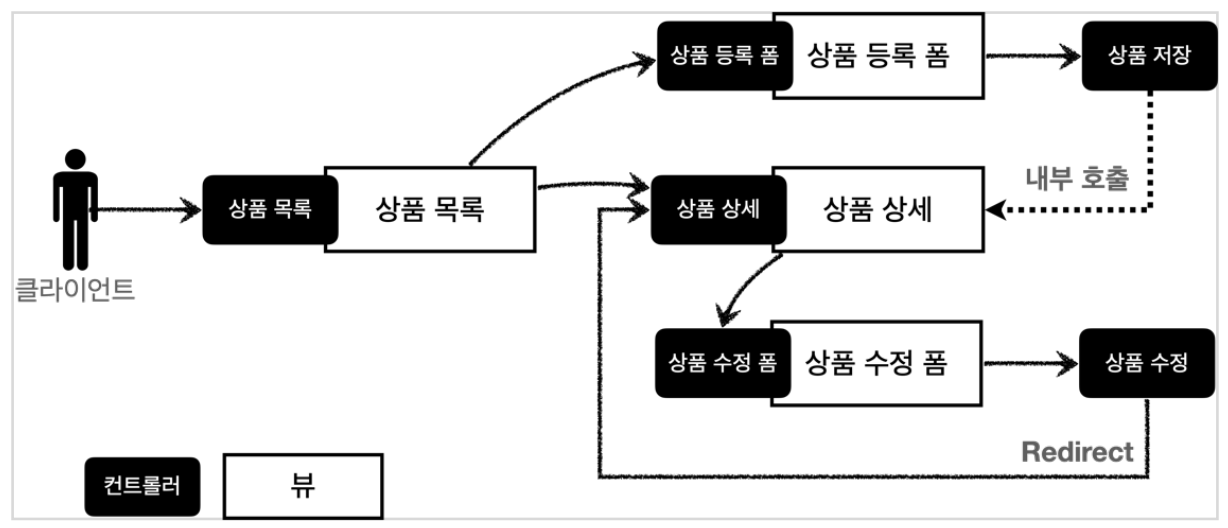 상품 등록 폼
상품 등록 폼
상품 저장
내부 호출
상품 목록
상품 목록
상품 상세
상품 상세
클라이언트
상품 수정 폼
상품 수정 폼
상품 수정
Redirect
컨트롤러
뷰